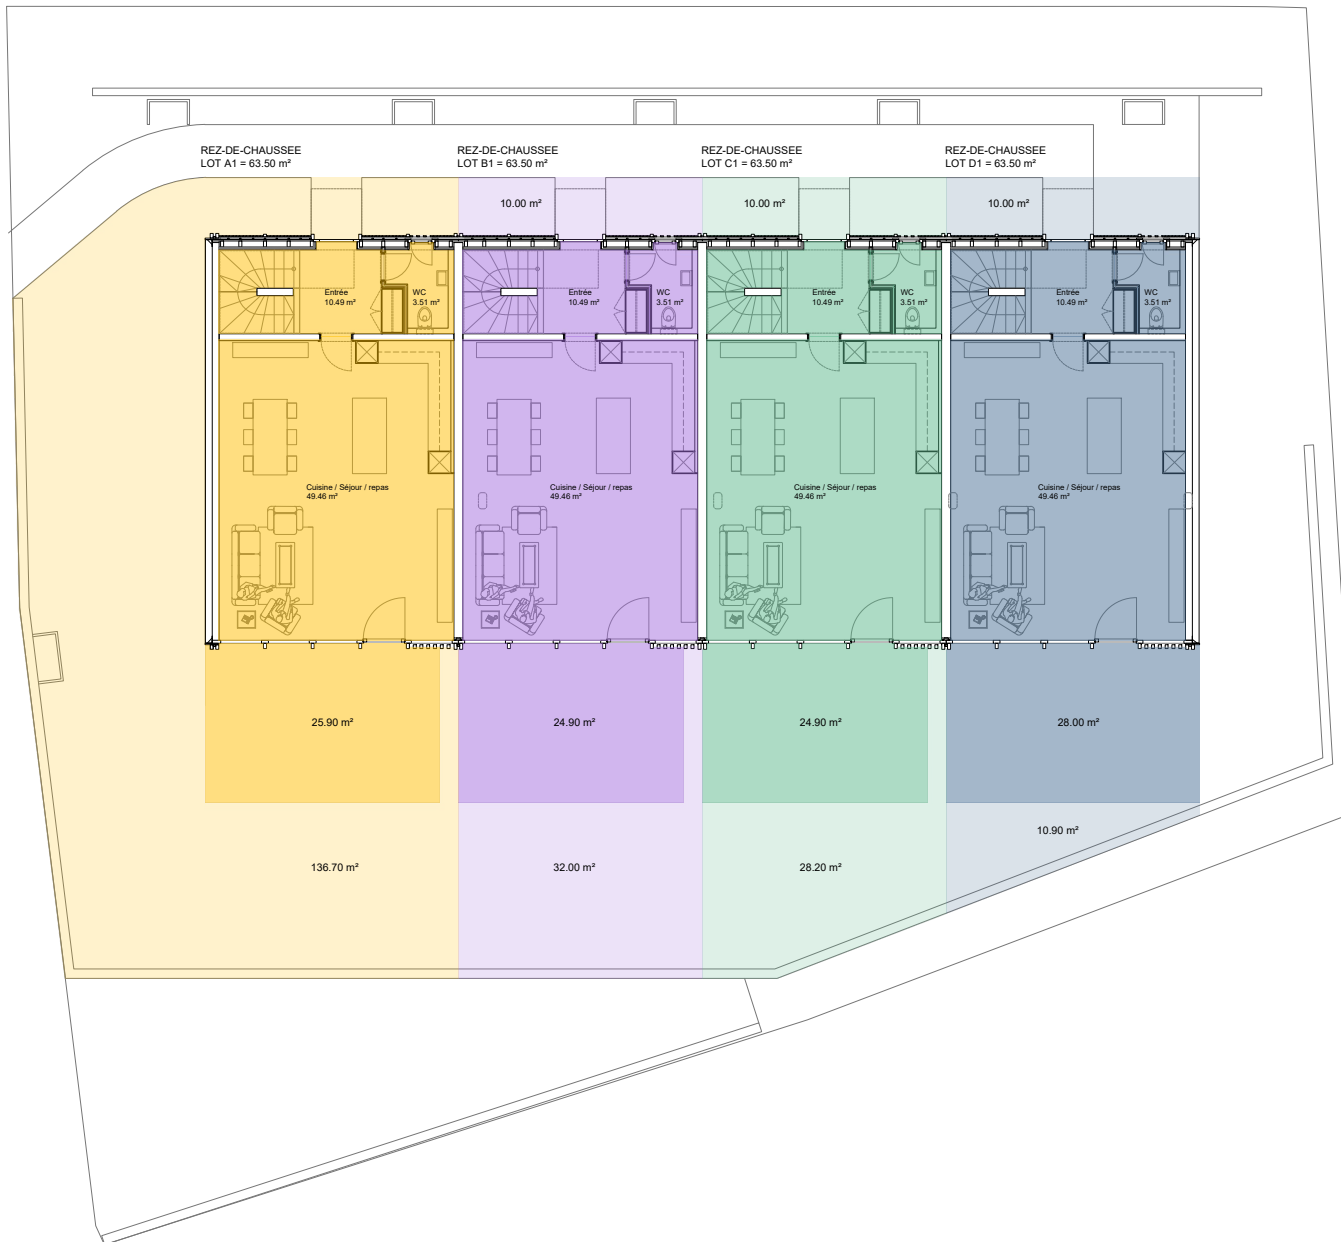 REZ-DE-CHAUSSEE
LOT A1 = 63.50 m²
REZ-DE-CHAUSSEE
LOT B1 = 63.50 m²
REZ-DE-CHAUSSEE
LOT C1 = 63.50 m²
REZ-DE-CHAUSSEE
LOT D1 = 63.50 m²
10.00 m²
10.00 m²
10.00 m²
Entrée
10.49 m²
WC
3.51 m²
Entrée
10.49 m²
WC
3.51 m²
Entrée
10.49 m²
WC
3.51 m²
Entrée
10.49 m²
WC
3.51 m²
Cuisine / Séjour / repas
49.46 m²
Cuisine / Séjour / repas
49.46 m²
Cuisine / Séjour / repas
49.46 m²
Cuisine / Séjour / repas
49.46 m²
25.90 m²
24.90 m²
24.90 m²
28.00 m²
136.70 m²
32.00 m²
28.20 m²
10.90 m²